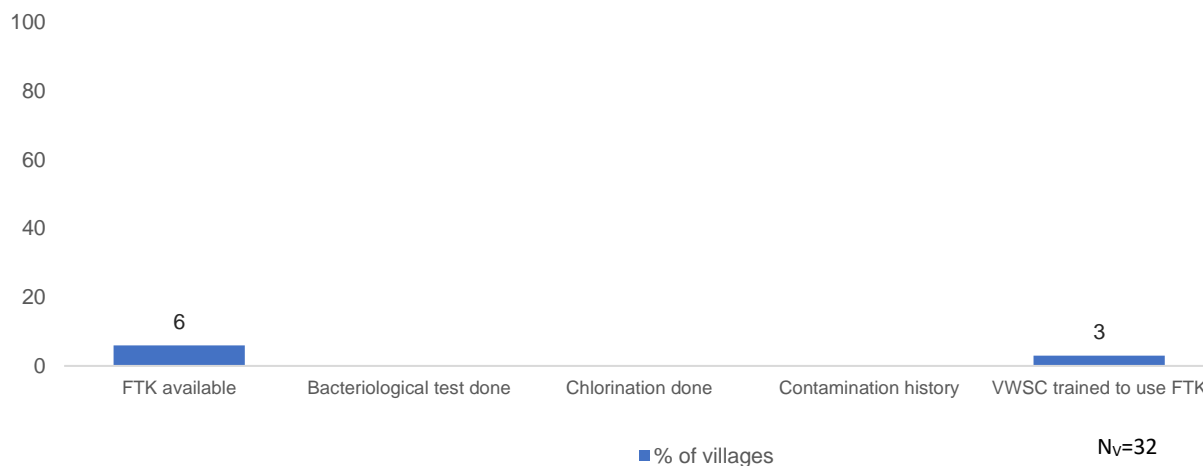 100
80
60
40
20
0
6
3
FTK available
Bacteriological test done
Chlorination done
Contamination history
VWSC trained to use FTK
% of villages
NV=32